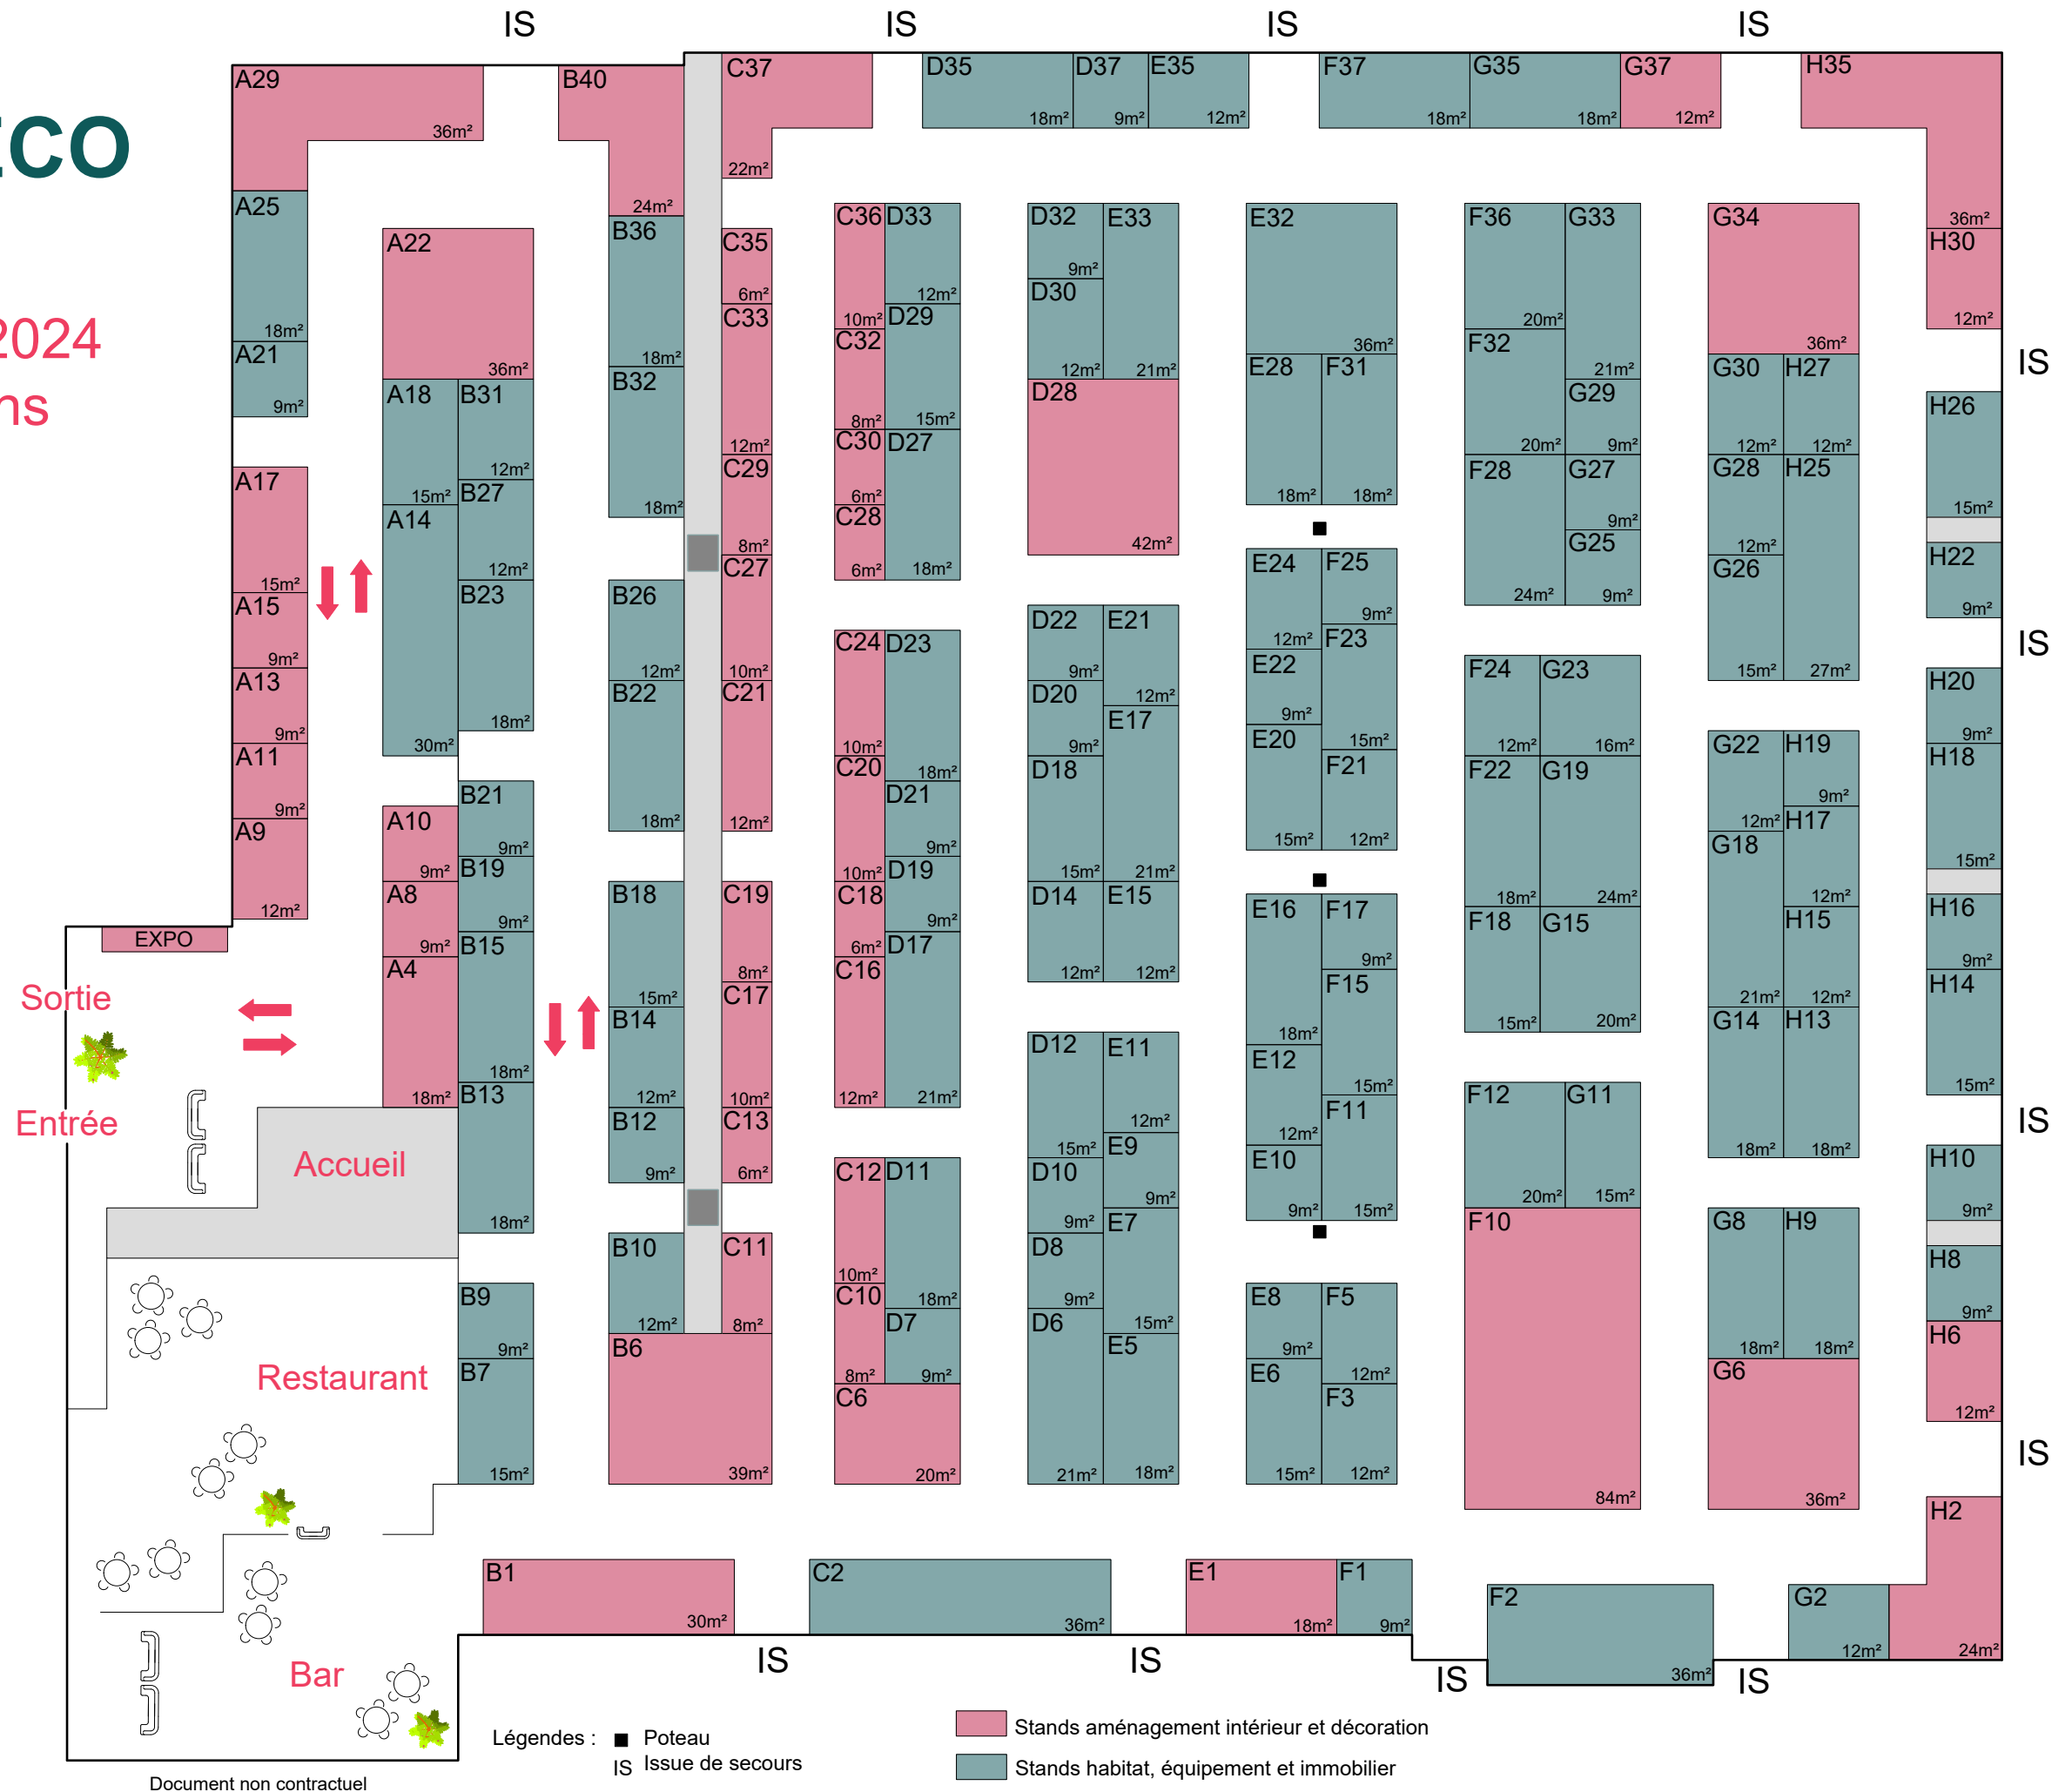 IS IS IS IS
ECO
2024
ns
A29 36m²
B40 24m²
C37 22m²
D35 18m²
D37 9m²
E35 12m²
F37 18m²
G35 18m²
G37 12m²
H35 36m²
A25 18m²
A21 9m²
A17 15m²
A15 9m²
A13 9m²
A11 9m²
A9 12m²
EXPO
Sortie
Entrée
Accueil
Restaurant
Bar
A22 36m²
A18 15m²
A14 30m²
A10 9m²
A8 9m²
A4 18m²
B31 12m²
B27 12m²
B23 18m²
B21 9m²
B19 9m²
B15 18m²
B13 18m²
B9 9m²
B7 15m²
B36 18m²
B32 18m²
B26 12m²
B22 18m²
B18 15m²
B14 12m²
B12 9m²
B10 12m²
B6 39m²
C35 6m²
C33 12m²
C29 8m²
C27 10m²
C21 12m²
C19 8m²
C17 10m²
C13 6m²
C11 8m²
C36 10m²
C32 8m²
C30 6m²
C28 6m²
C24 10m²
C20 10m²
C18 6m²
C16 12m²
C12 10m²
C10 8m²
C6 20m²
D33 12m²
D29 15m²
D27 18m²
D23 18m²
D21 9m²
D19 9m²
D17 21m²
D11 18m²
D7 9m²
D32 9m²
D30 12m²
D28 42m²
D22 9m²
D20 9m²
D18 15m²
D14 12m²
D12 15m²
D10 9m²
D8 9m²
D6 21m²
E33 21m²
E21 12m²
E17 21m²
E15 12m²
E11 12m²
E9 9m²
E7 15m²
E5 18m²
E32 36m²
E28 18m²
E24 12m²
E22 9m²
E20 15m²
E16 18m²
E12 12m²
E10 9m²
E8 9m²
E6 15m²
F31 18m²
F25 9m²
F23 15m²
F21 12m²
F17 9m²
F15 15m²
F11 15m²
F5 12m²
F3 12m²
F36 20m²
F32 20m²
F28 24m²
F24 12m²
F22 18m²
F18 15m²
F12 20m²
F10 84m²
G33 21m²
G29 9m²
G27 9m²
G25 9m²
G23 16m²
G19 24m²
G15 20m²
G11 15m²
G34 36m²
G30 12m²
G28 12m²
G26 15m²
G22 12m²
G18 21m²
G14 18m²
G8 18m²
G6 36m²
H27 12m²
H25 27m²
H19 9m²
H17 12m²
H15 12m²
H13 18m²
H9 18m²
H30 12m²
IS
H26 15m²
H22 9m²
IS
H20 9m²
H18 15m²
H16 9m²
H14 15m²
IS
H10 9m²
H8 9m²
H6 12m²
IS
H2 24m²
B1 30m²
C2 36m²
E1 18m²
F1 9m²
F2 36m²
G2 12m²
IS IS IS IS
Légendes :
Poteau
IS Issue de secours
Stands aménagement intérieur et décoration
Stands habitat, équipement et immobilier
Document non contractuel